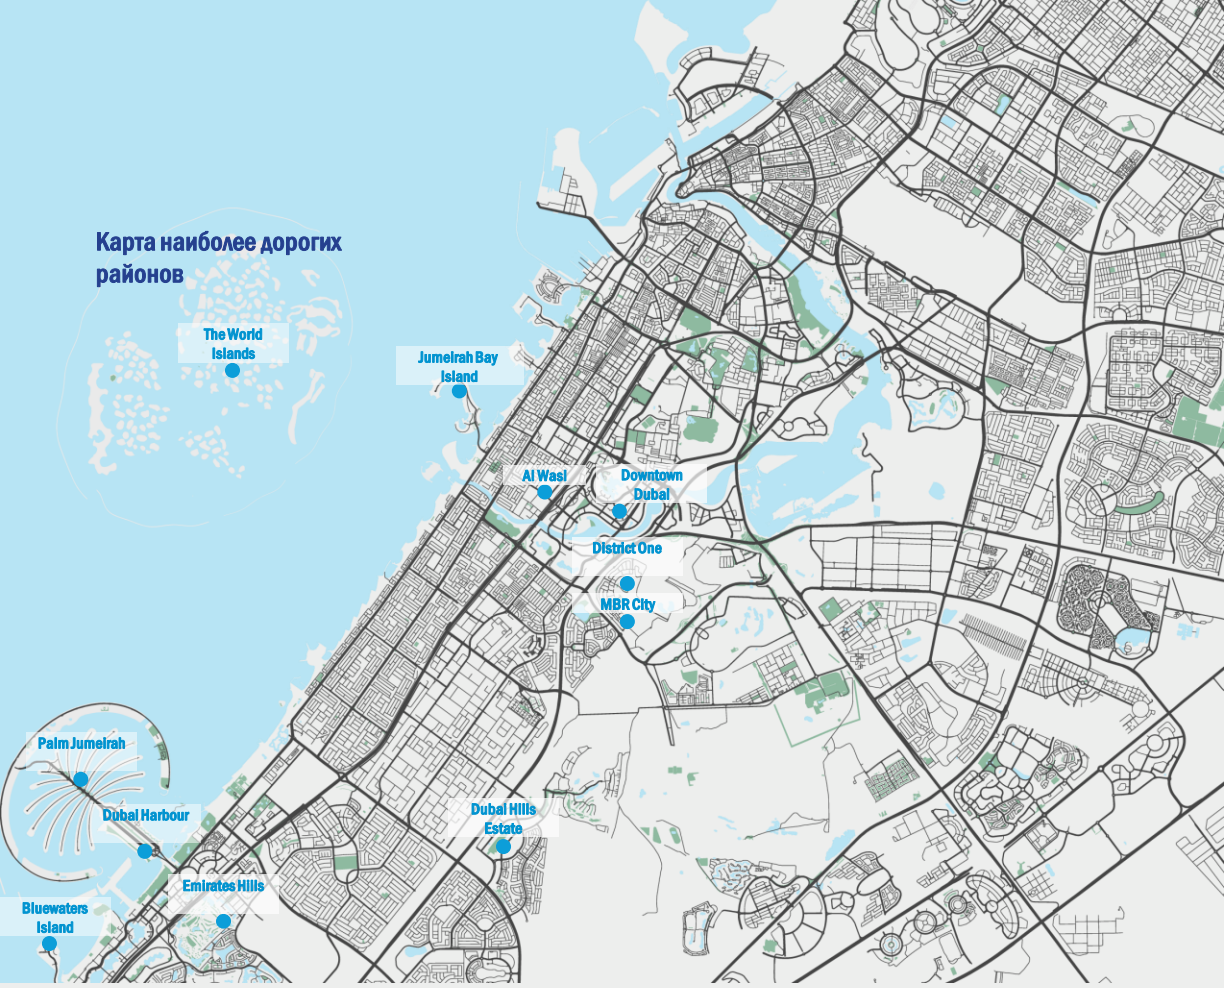 Карта наиболее дорогих
районов
The World
Islands
Jumeirah Bay
Island
Al Wasl
Downtown
Dubai
District One
MBR City
Palm Jumeirah
Dubai Harbour
Dubai Hills
Estate
Emirates Hills
Bluewaters
Island